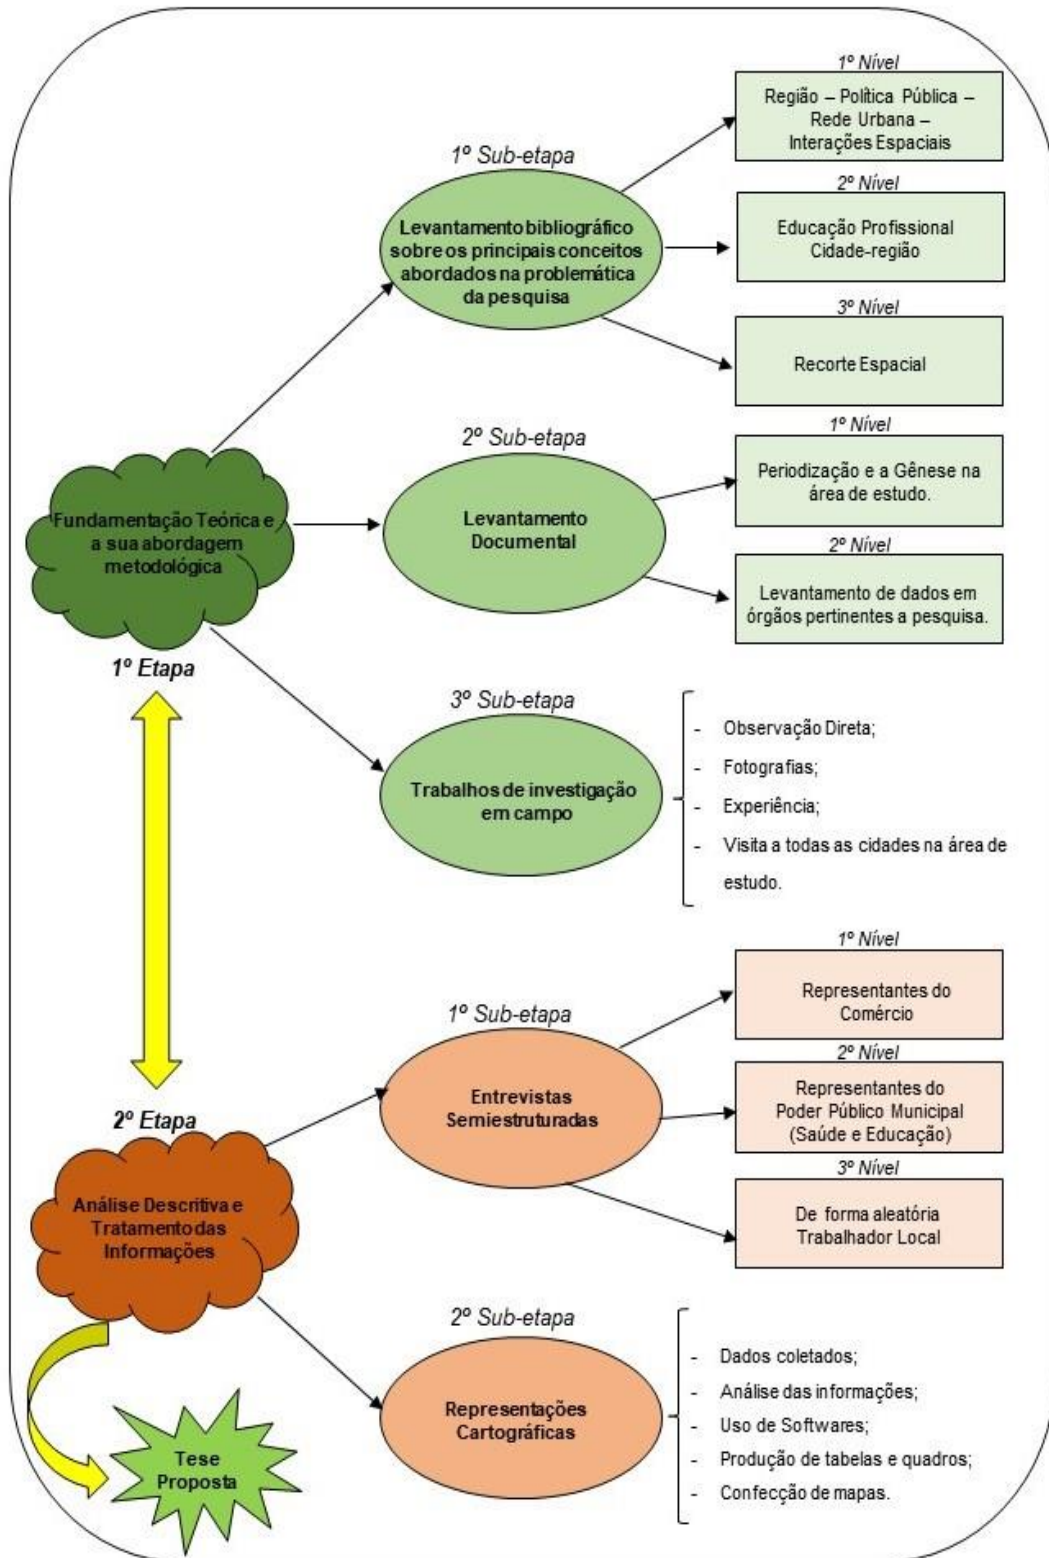 1º Nível
Região – Política Pública –
Rede Urbana –
Interações Espaciais
1º Sub-etapa
Levantamento bibliográfico
sobre os principais conceitos
abordados na problemática
da pesquisa
2º Nível
Educação Profissional
Cidade-região
3º Nível
Recorte Espacial
Fundamentação Teórica e
a sua abordagem
metodológica
1º Etapa
2º Sub-etapa
Levantamento
Documental
1º Nível
Periodização e a Gênese na
área de estudo.
2º Nível
Levantamento de dados em
órgãos pertinentes a pesquisa.
3º Sub-etapa
Trabalhos de investigação
em campo
- Observação Direta;
- Fotografias;
- Experiência;
- Visita a todas as cidades na área de
estudo.
2º Etapa
Análise Descritiva e
Tratamento das
Informações
1º Sub-etapa
Entrevistas
Semiestruturadas
1º Nível
Representantes do
Comércio
2º Nível
Representantes do
Poder Público Municipal
(Saúde e Educação)
3º Nível
De forma aleatória
Trabalhador Local
2º Sub-etapa
Representações
Cartográficas
- Dados coletados;
- Análise das informações;
- Uso de Softwares;
- Produção de tabelas e quadros;
- Confecção de mapas.
Tese
Proposta